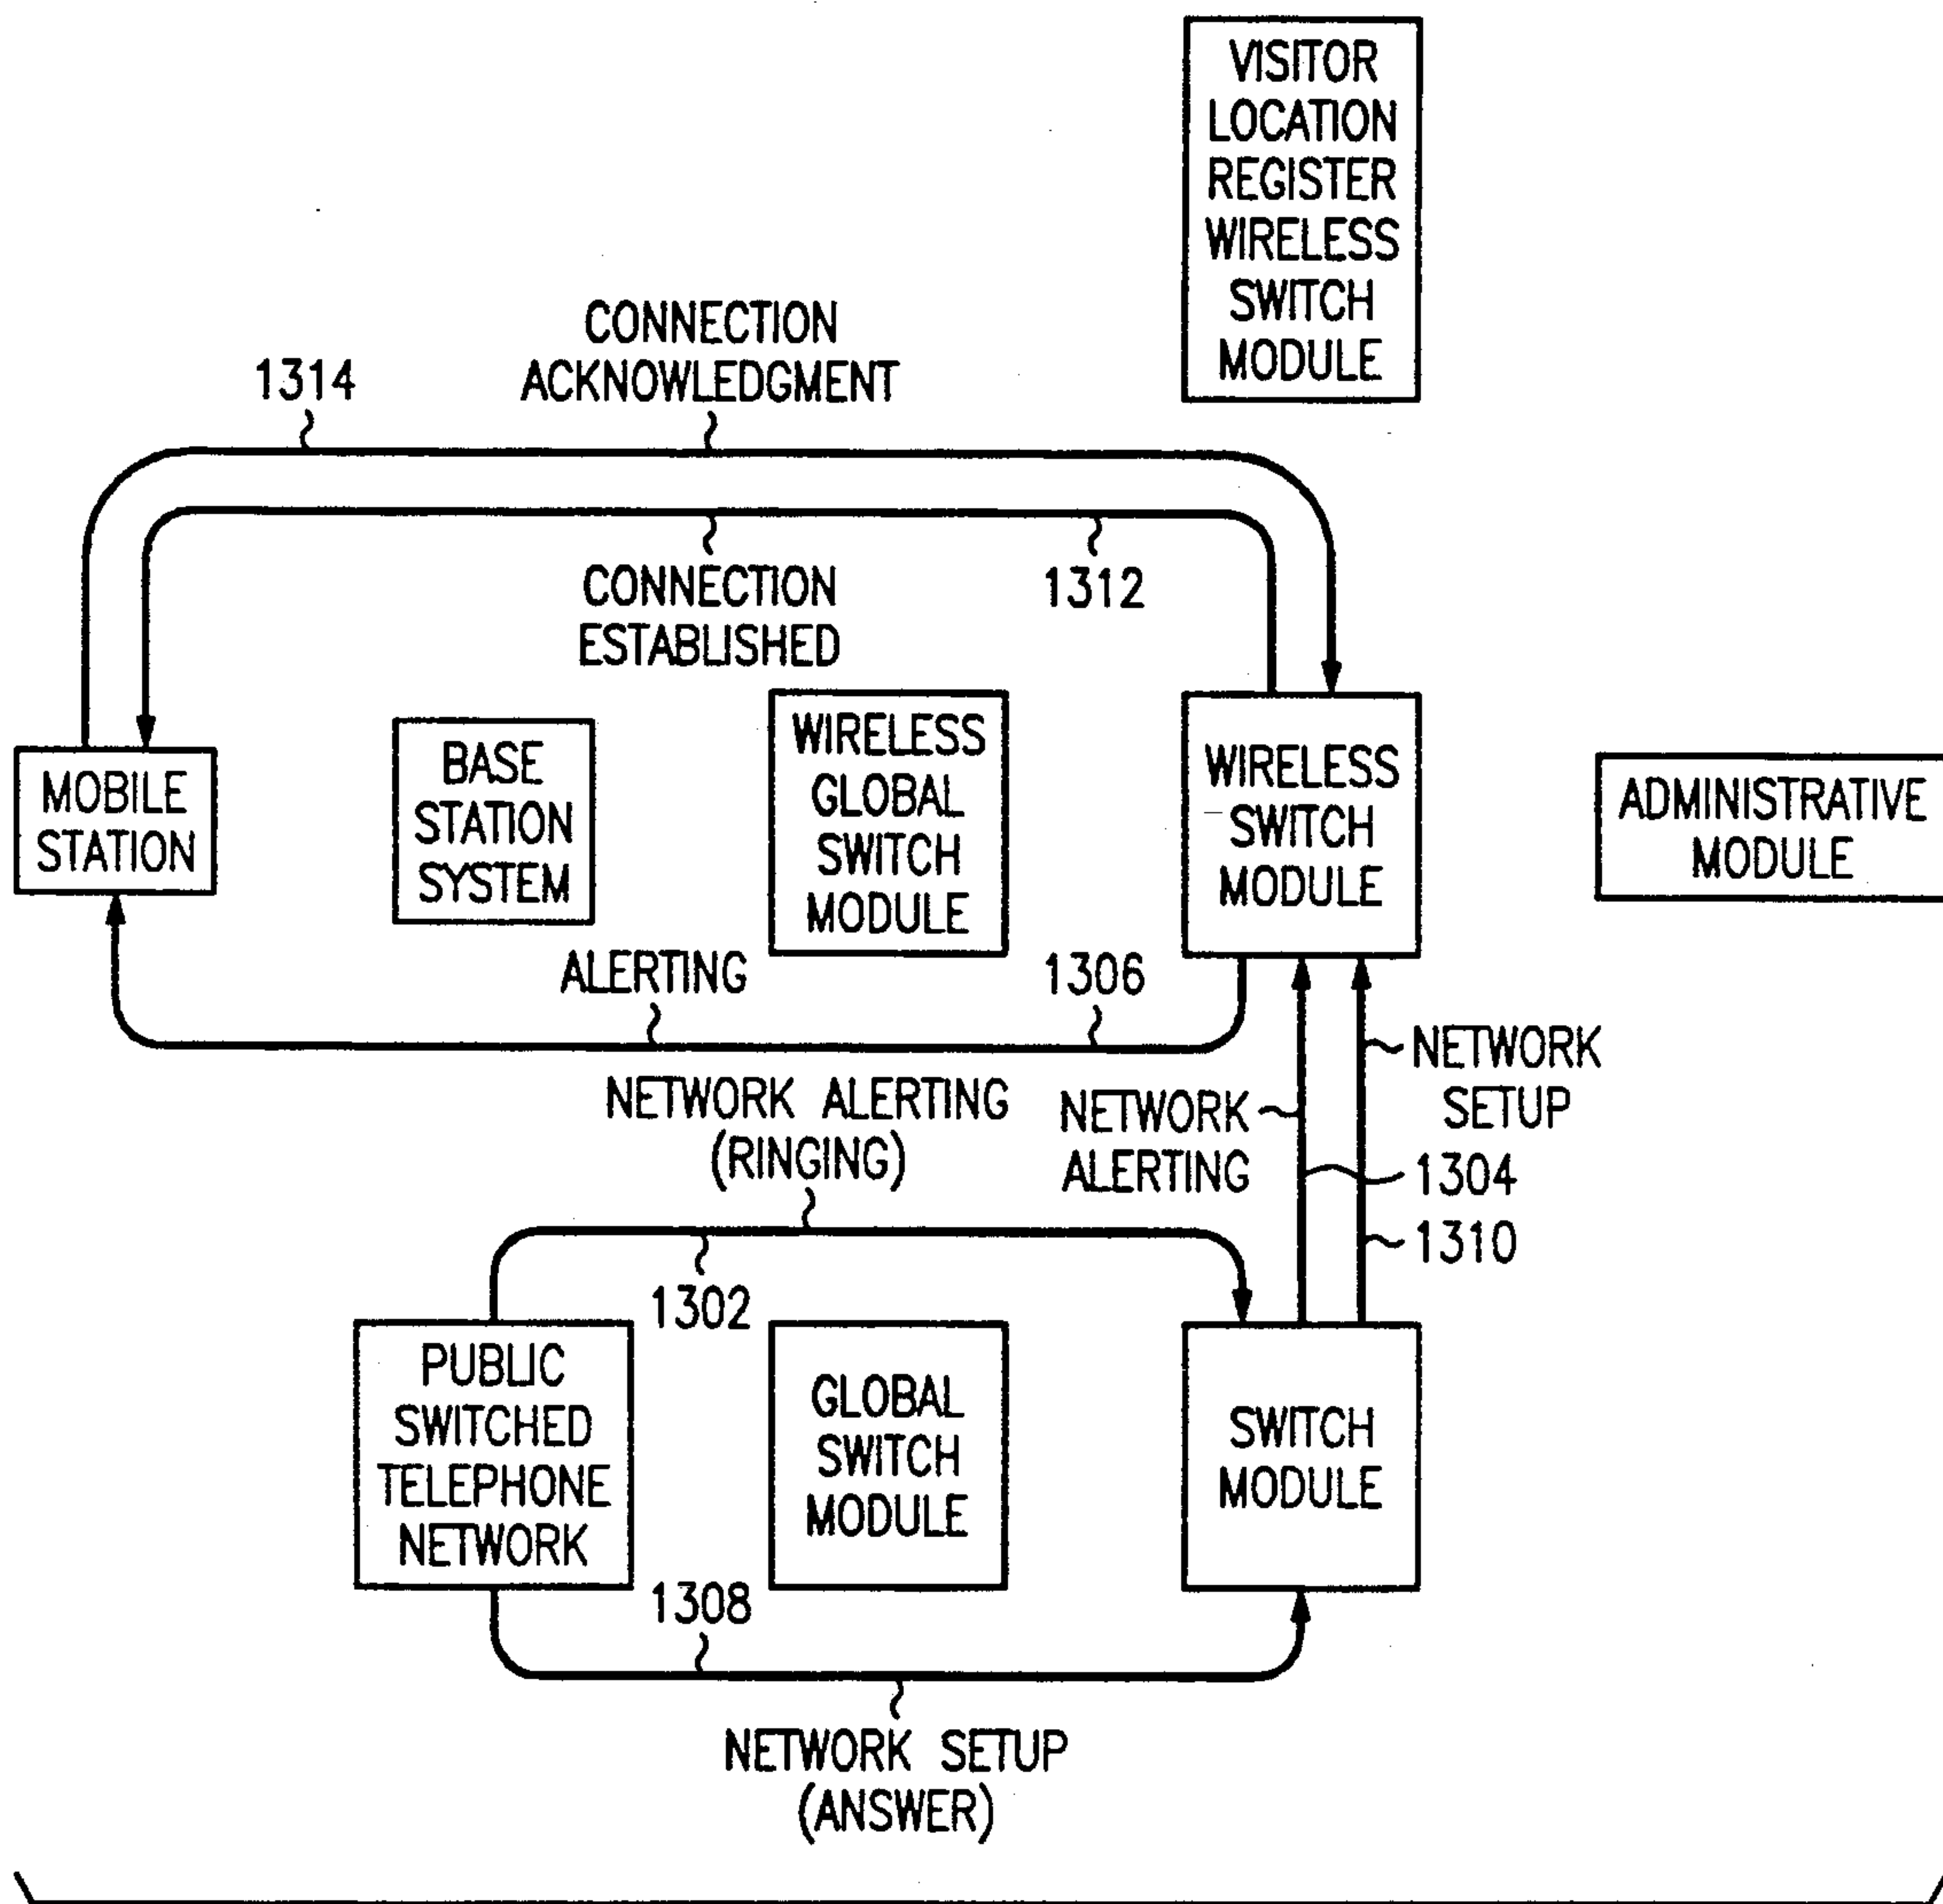 VISITOR
LOCATION
REGISTER
WIRELESS
SWITCH
MODULE
CONNECTION
ACKNOWLEDGMENT
1314
CONNECTION
ESTABLISHED
1312
MOBILE
STATION
BASE
STATION
SYSTEM
WIRELESS
GLOBAL
SWITCH
MODULE
WIRELESS
SWITCH
MODULE
ADMINISTRATIVE
MODULE
ALERTING
1306
NETWORK
SETUP
NETWORK ALERTING
(RINGING)
NETWORK
ALERTING
1304
1310
1302
PUBLIC
SWITCHED
TELEPHONE
NETWORK
GLOBAL
SWITCH
MODULE
SWITCH
MODULE
1308
NETWORK SETUP
(ANSWER)